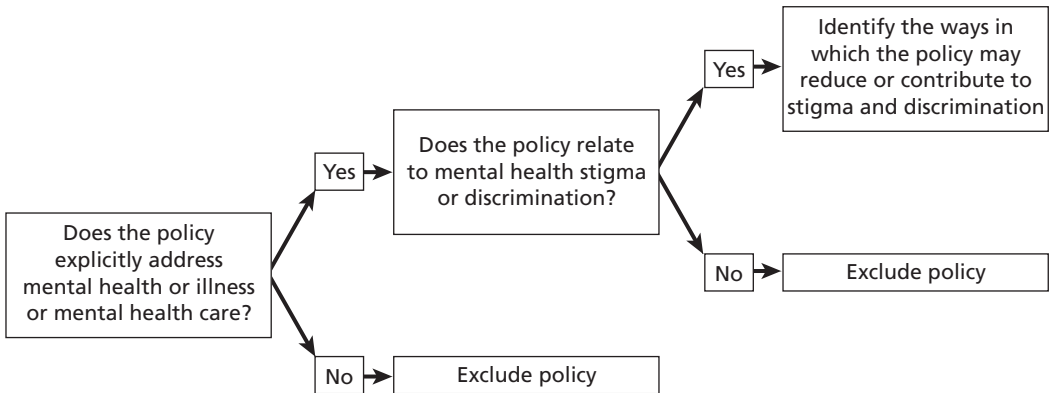 Does the policy
explicitly address
mental health or illness
or mental health care?
Yes
Does the policy relate
to mental health stigma
or discrimination?
Yes
Identify the ways in
which the policy may
reduce or contribute to
stigma and discrimination
No
Exclude policy
No
Exclude policy